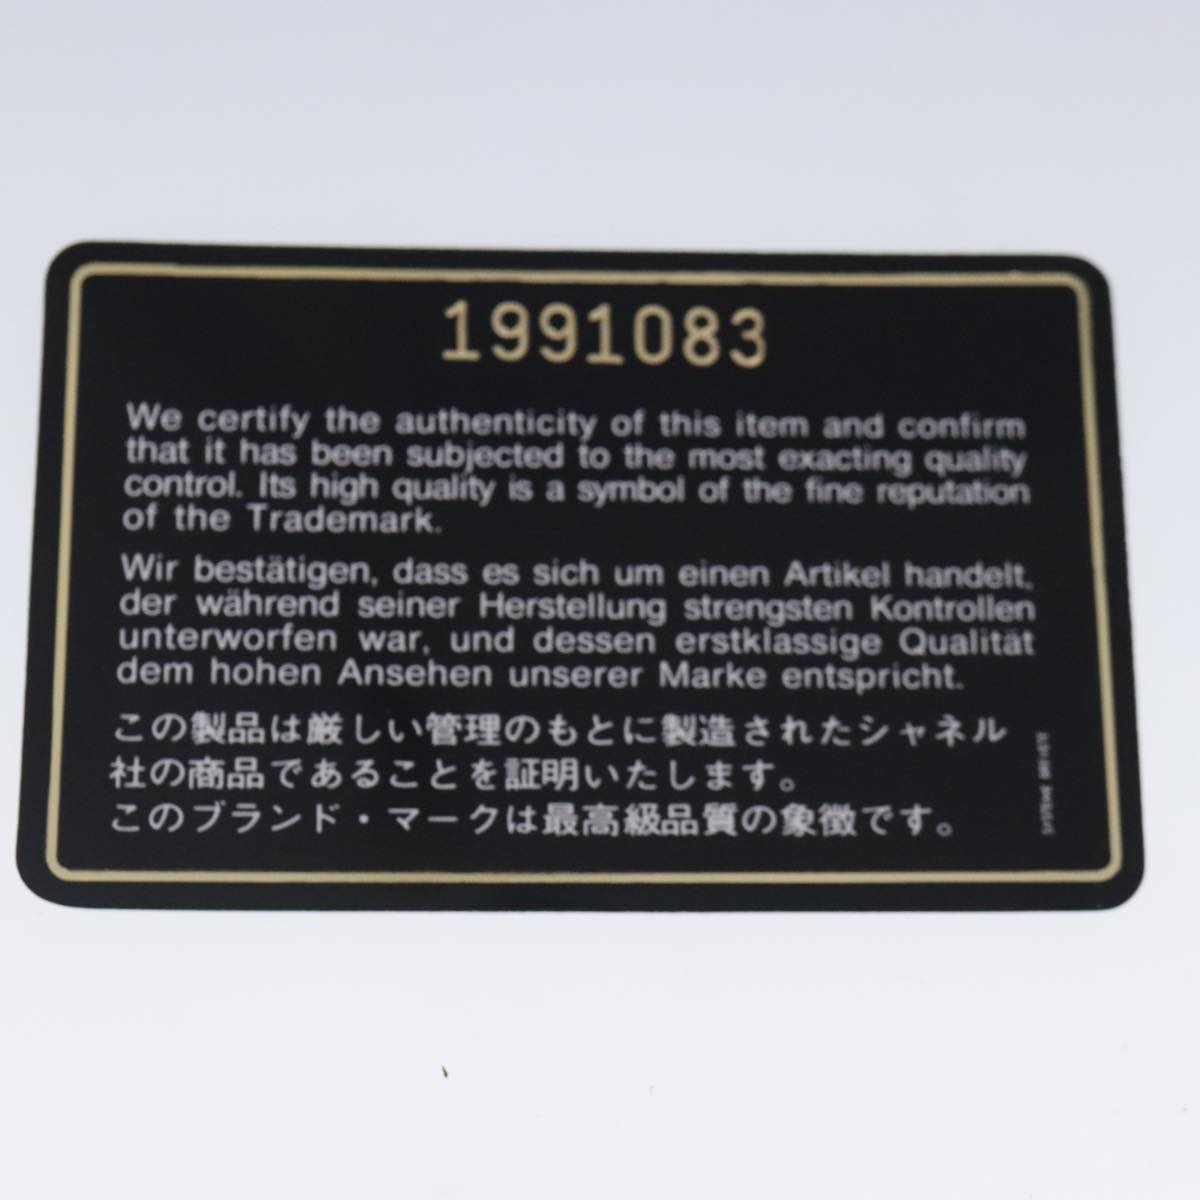 1991083
We certify the authenticity of this item and confirm
that it has been subjected to the most exacting quality
control. Its high quality is a symbol of the fine reputation
of the Trademark.
Wir bestätigen, dass es sich um einen Artikel handelt,
der während seiner Herstellung strengsten Kontrollen
unterworfen war, und dessen erstklassige Qualität
dem hohen Ansehen unserer Marke entspricht.
この製品は厳しい管理のもとに製造されたシャネル
社の商品であることを証明いたします。
このブランド・マークは最高級品質の象徴です。